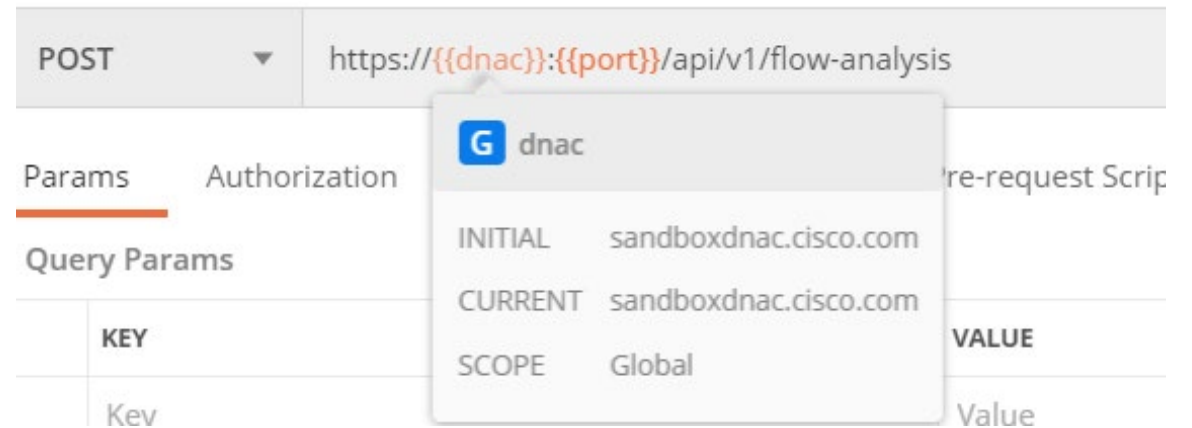 POST https://{{dnac}}:{{port}}/api/v1/flow-analysis
G dnac
Params Authorization re-request Scrip
INITIAL sandboxdnac.cisco.com
Query Params
CURRENT sandboxdnac.cisco.com
KEY VALUE
SCOPE Global
Key Value